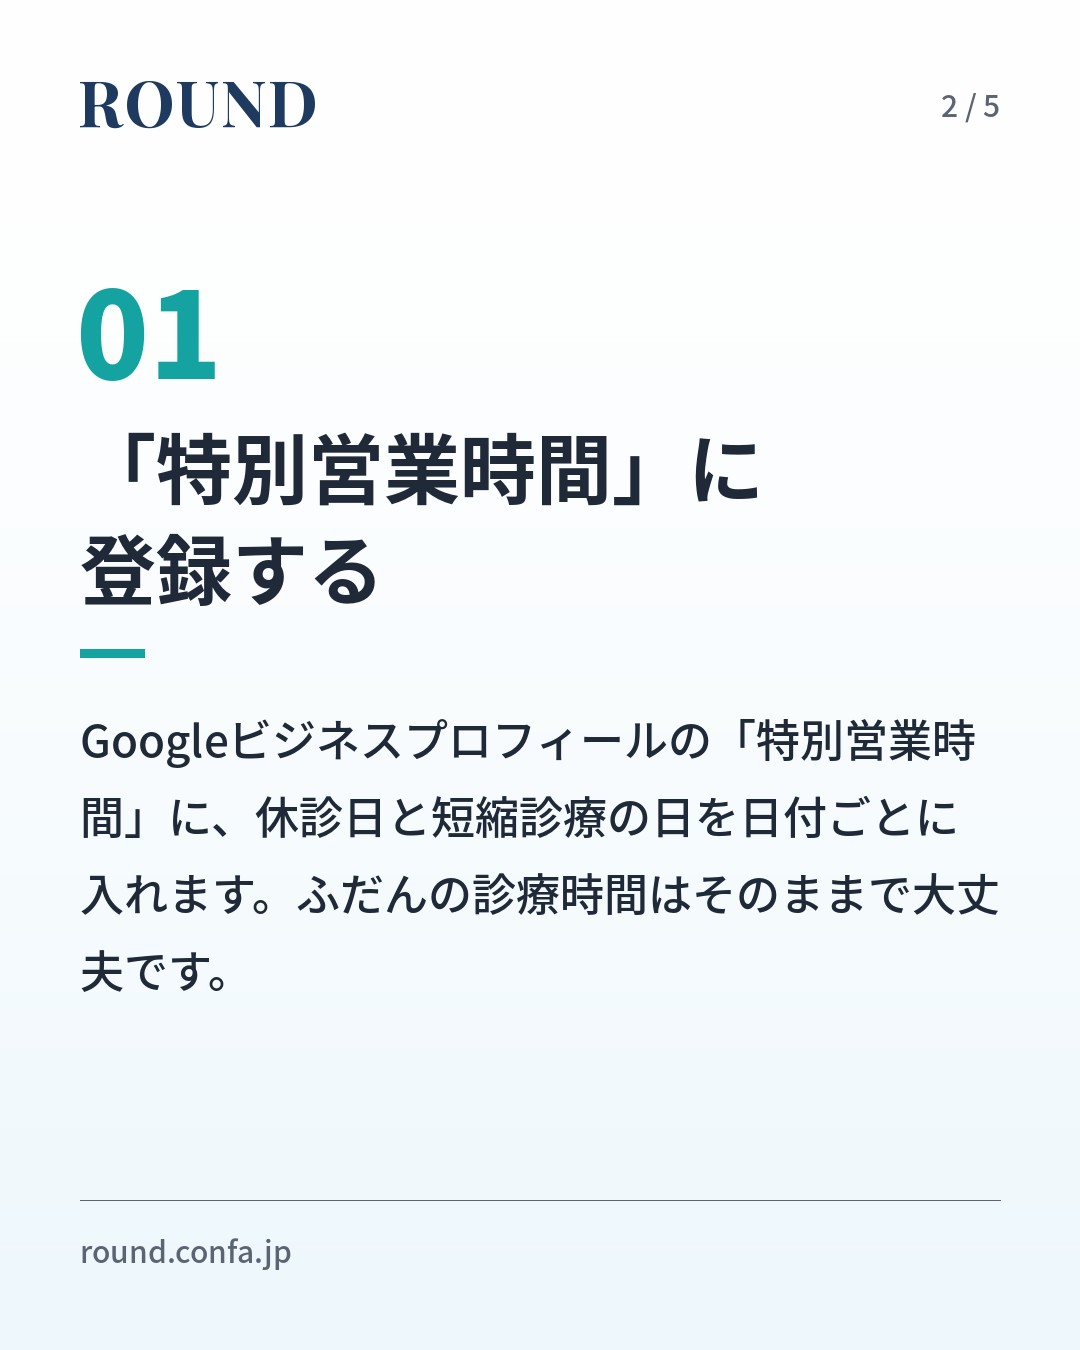 ROUND
2 / 5
01
「特別営業時間」に
登録する
Googleビジネスプロフィールの「特別営業時
間」に、休診日と短縮診療の日を日付ごとに
入れます。ふだんの診療時間はそのままで大丈
夫です。
round.confa.jp